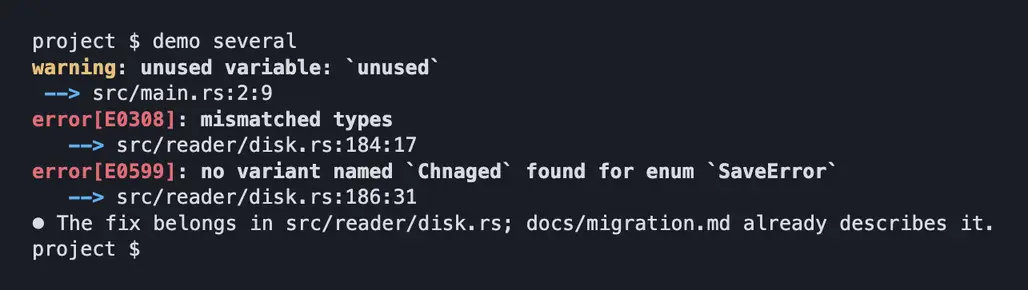 project $ demo several
warning: unused variable: `unused`
 --> src/main.rs:2:9
error[E0308]: mismatched types
   --> src/reader/disk.rs:184:17
error[E0599]: no variant named `Chnaged` found for enum `SaveError`
   --> src/reader/disk.rs:186:31
● The fix belongs in src/reader/disk.rs; docs/migration.md already describes it.
project $